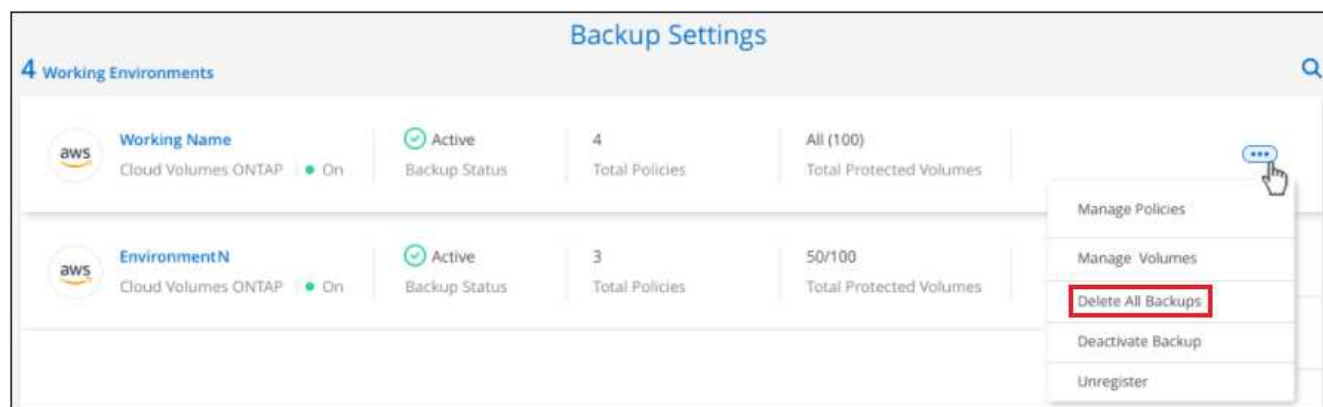 Backup Settings
4 Working Environments
aws
Working Name
Cloud Volumes ONTAP
On
Active
Backup Status
4
Total Policies
All (100)
Total Protected Volumes
Manage Policies
Manage Volumes
Delete All Backups
Deactivate Backup
Unregister
aws
EnvironmentN
Cloud Volumes ONTAP
On
Active
Backup Status
3
Total Policies
50/100
Total Protected Volumes